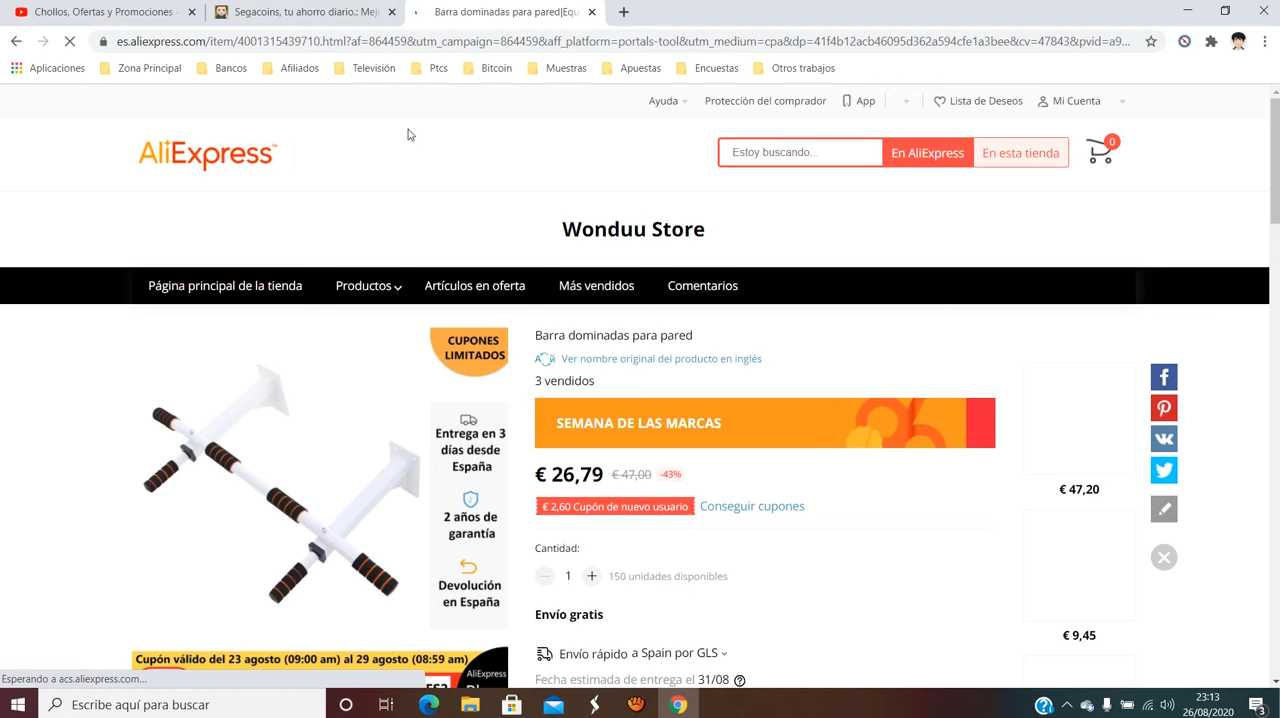 Chollos, Ofertas y Promociones -
Segacoins, tu ahorro diario.: Mej
Barra dominadas para pared|Equ
es.aliexpress.com/item/4001315439710.html?af=864459&utm_campaign=864459&aff_platform=portals-tool&utm_medium=cpa&dp=41f4b12acb46095d362a594cfe1a3bee&cv=47843&pvid=a9...
Aplicaciones Zona Principal Bancos Afiliados Televisión Ptcs Bitcoin Muestras Apuestas Encuestas Otros trabajos
Ayuda Protección del comprador App Lista de Deseos Mi Cuenta
AliExpress™ Estoy buscando... En AliExpress En esta tienda 0
Wonduu Store
Página principal de la tienda Productos Artículos en oferta Más vendidos Comentarios
CUPONES
LIMITADOS
Entrega en 3
días desde
España
2 años de
garantía
Devolución
en España
Cupón válido del 23 agosto (09:00 am) al 29 agosto (08:59 am)
AliExpress
Barra dominadas para pared
Ver nombre original del producto en inglés
3 vendidos
SEMANA DE LAS MARCAS
€ 26,79 € 47,00 -43%
€ 2,60 Cupón de nuevo usuario Conseguir cupones
Cantidad:
1 150 unidades disponibles
Envío gratis
Envío rápido a Spain por GLS
Fecha estimada de entrega el 31/08
€ 47,20
€ 9,45
Esperando a acs.aliexpress.com...
Escribe aquí para buscar
23:13
26/08/2020
3